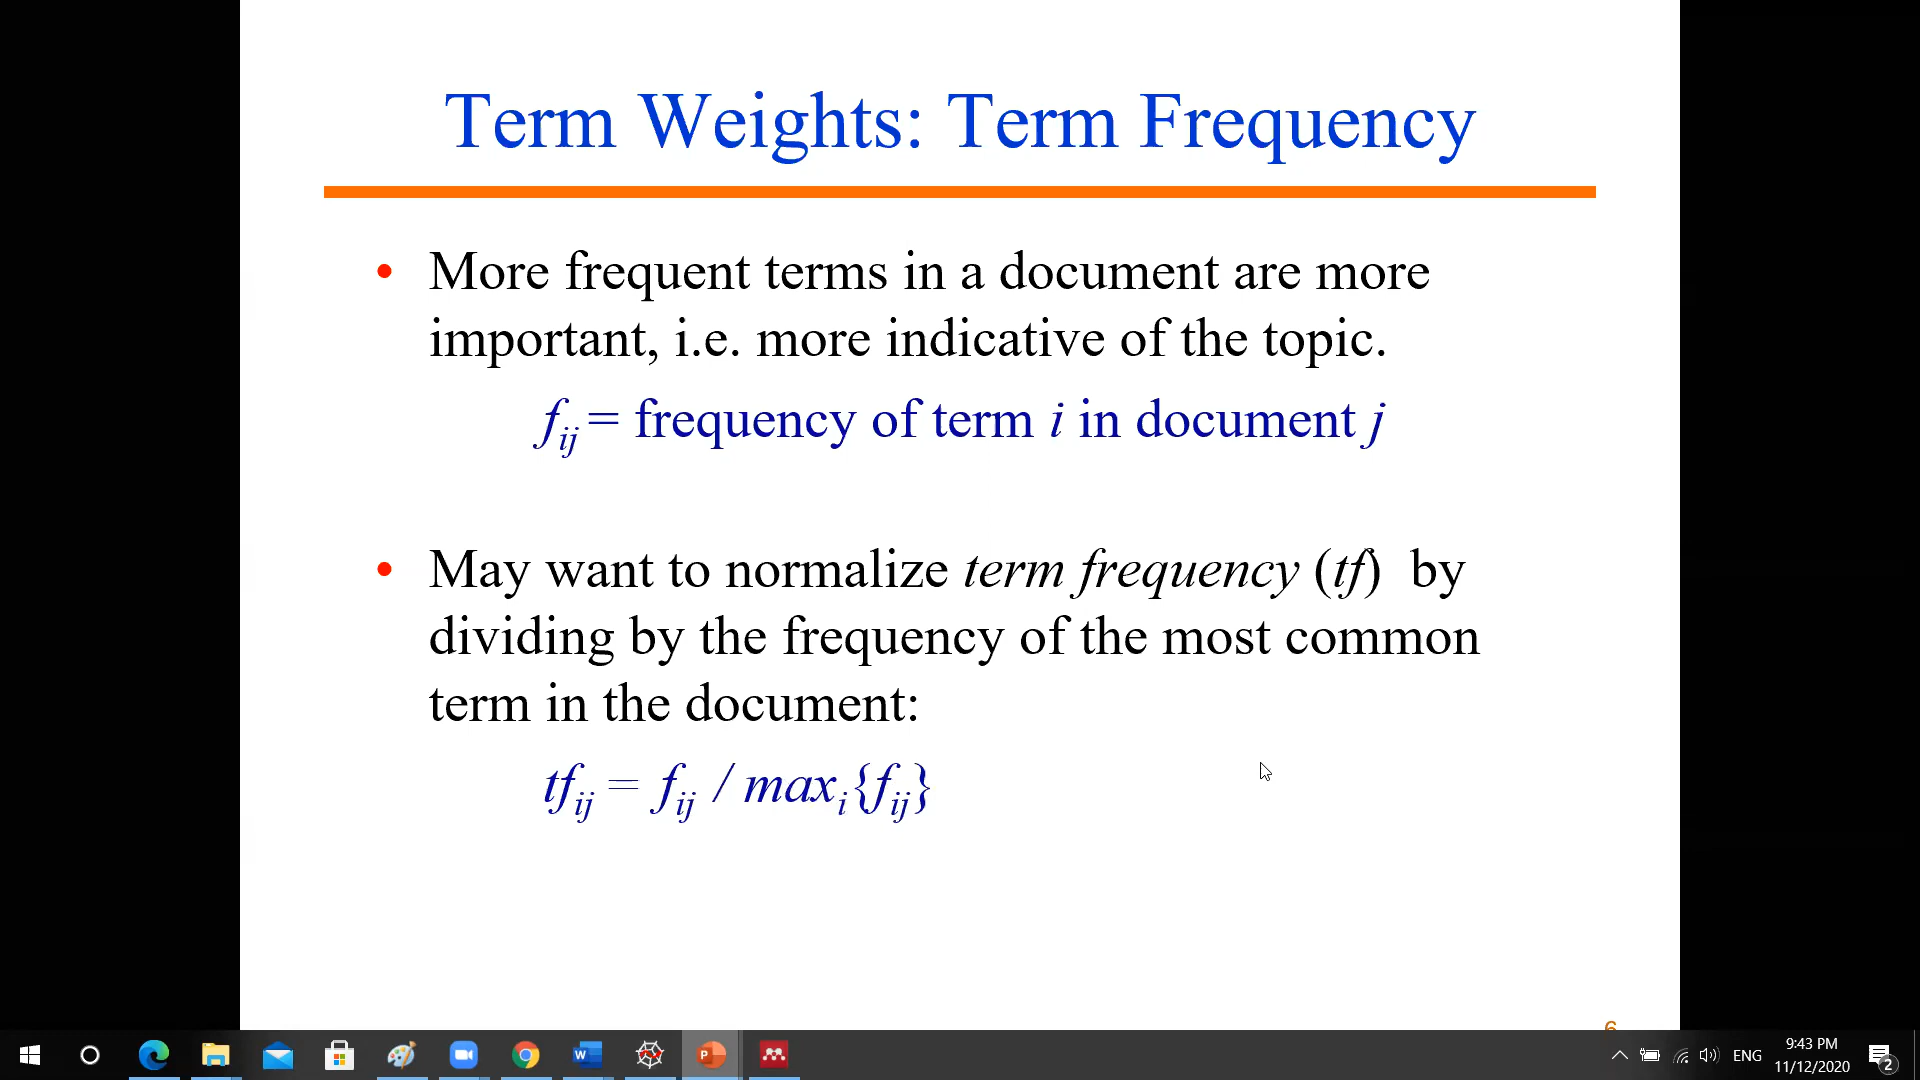 Term Weights: Term Frequency
• More frequent terms in a document are more
important, i.e. more indicative of the topic.
fij = frequency of term i in document j
• May want to normalize term frequency (tf) by
dividing by the frequency of the most common
term in the document:
tfij = fij / maxi{fij}
6
ENG
9:43 PM
11/12/2020
2